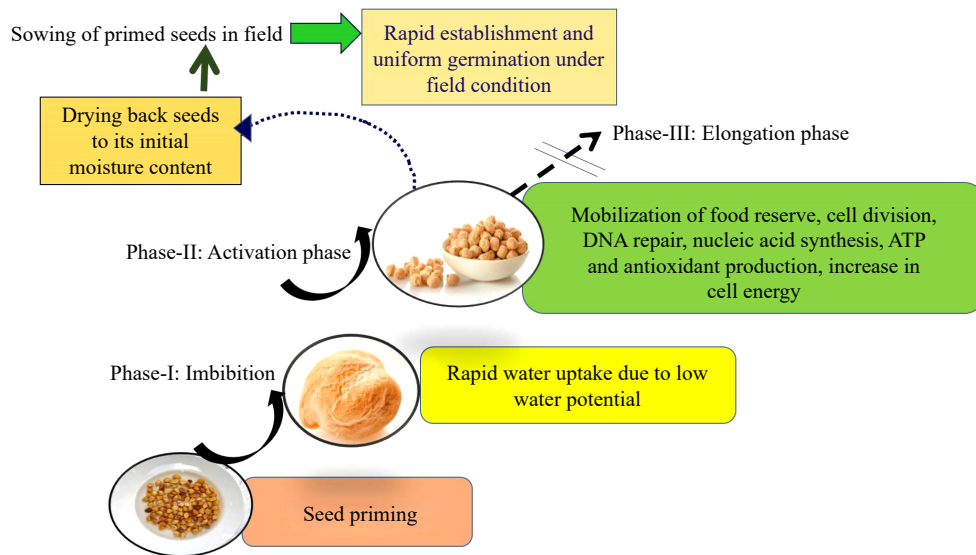 Sowing of primed seeds in field
Rapid establishment and
uniform germination under
field condition
Drying back seeds
to its initial
moisture content
Phase-III: Elongation phase
Phase-II: Activation phase
Mobilization of food reserve, cell division,
DNA repair, nucleic acid synthesis, ATP
and antioxidant production, increase in
cell energy
Phase-I: Imbibition
Rapid water uptake due to low
water potential
Seed priming